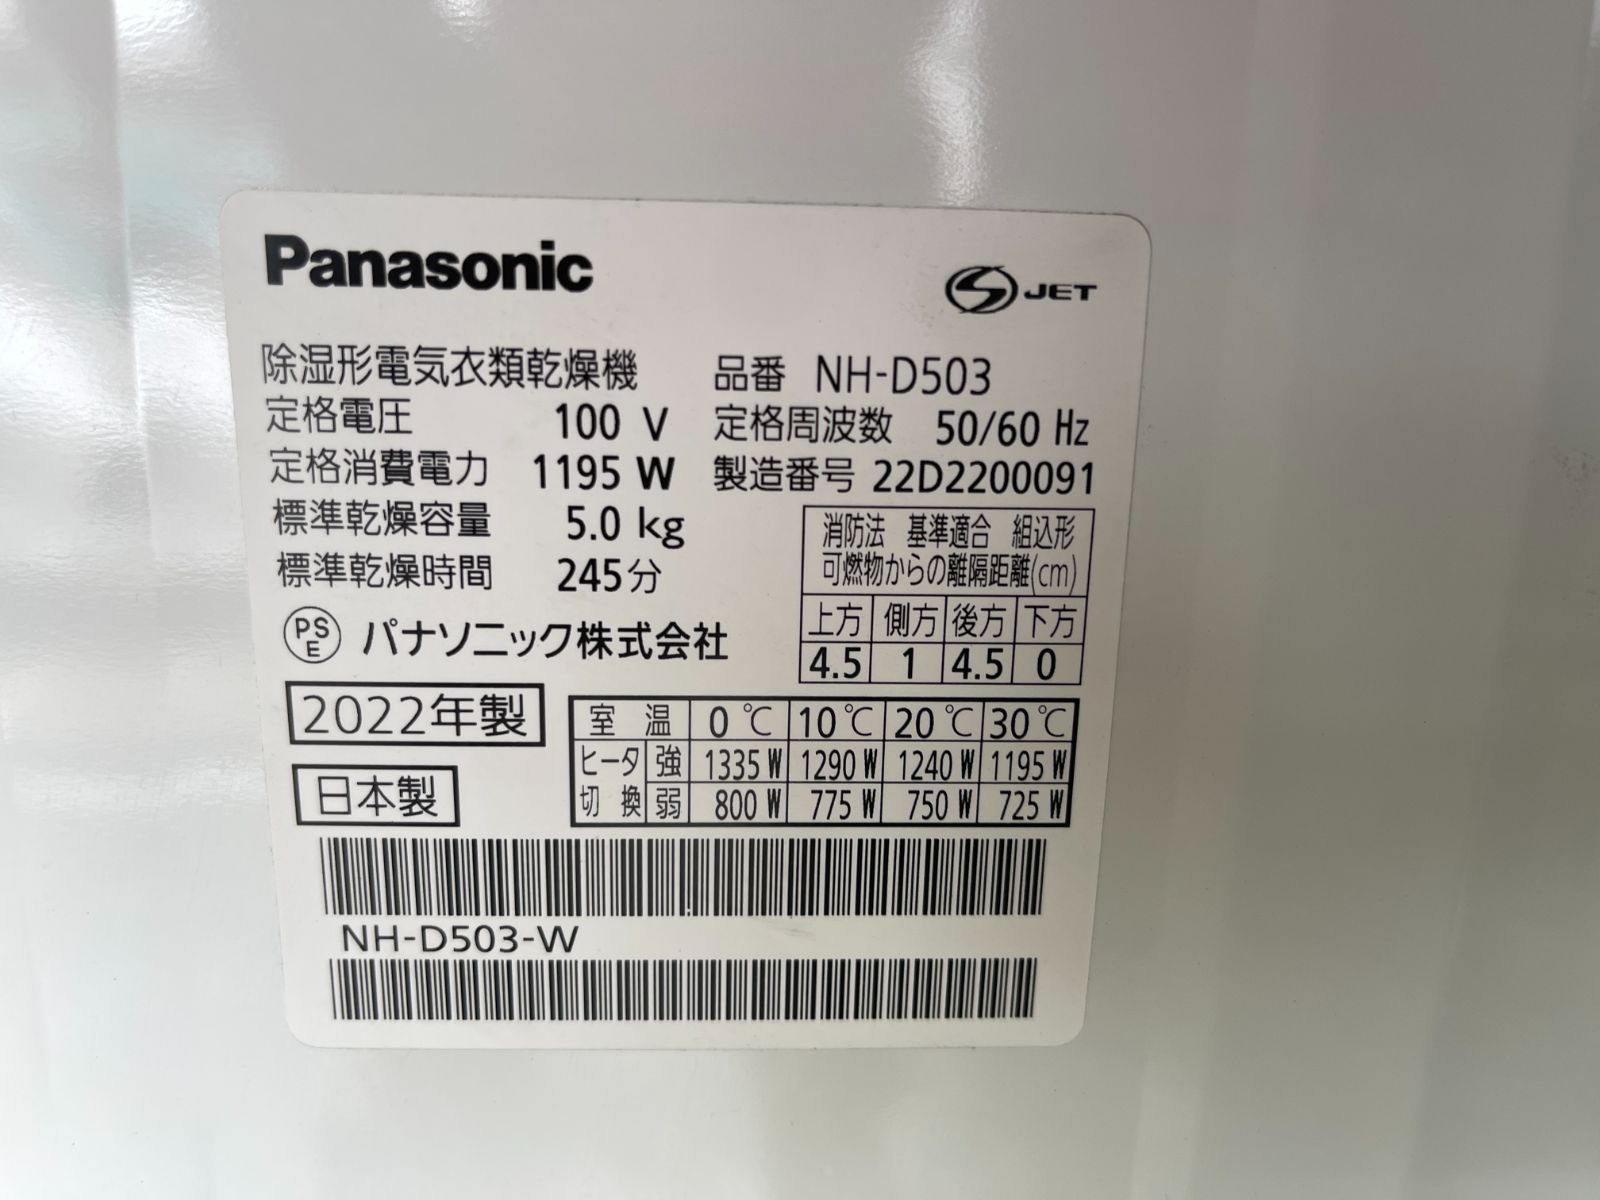 Panasonic
S JET
除湿形電気衣類乾燥機 品番 NH-D503
定格電圧 100 V 定格周波数 50/60 Hz
定格消費電力 1195 W 製造番号 22D2200091
標準乾燥容量 5.0 kg
標準乾燥時間 245分
消防法 基準適合 組込形
可燃物からの離隔距離(cm)
上方 側方 後方 下方
4.5 1 4.5 0
PSE パナソニック株式会社
2022年製
日本製
室温 0℃ 10℃ 20℃ 30℃
ヒータ 強 1335 W 1290 W 1240 W 1195 W
切換 弱 800 W 775 W 750 W 725 W
NH-D503-W